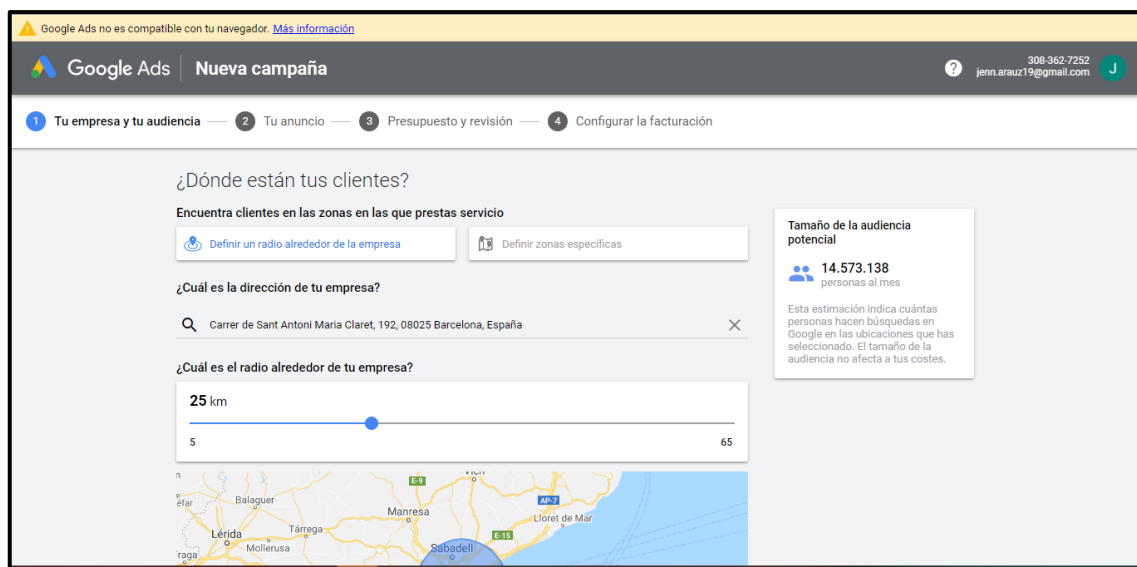 Google Ads no es compatible con tu navegador. Más información
Google Ads | Nueva campaña
308-362-7252
jenn.arauz19@gmail.com
J
1 Tu empresa y tu audiencia — 2 Tu anuncio — 3 Presupuesto y revisión — 4 Configurar la facturación
¿Dónde están tus clientes?
Encuentra clientes en las zonas en las que prestas servicio
Definir un radio alrededor de la empresa
Definir zonas específicas
¿Cuál es la dirección de tu empresa?
Carrer de Sant Antoni Maria Claret, 192, 08025 Barcelona, España
¿Cuál es el radio alrededor de tu empresa?
25 km
5
65
Tamaño de la audiencia
potencial
14.573.138
personas al mes
Esta estimación indica cuántas
personas hacen búsquedas en
Google en las ubicaciones que has
seleccionado. El tamaño de la
audiencia no afecta a tus costes.
E-9
Balaguer
Manresa
AP-7
Lloret de Mar
Lérida
Tárrega
E-15
Mollerusa
Sabadell